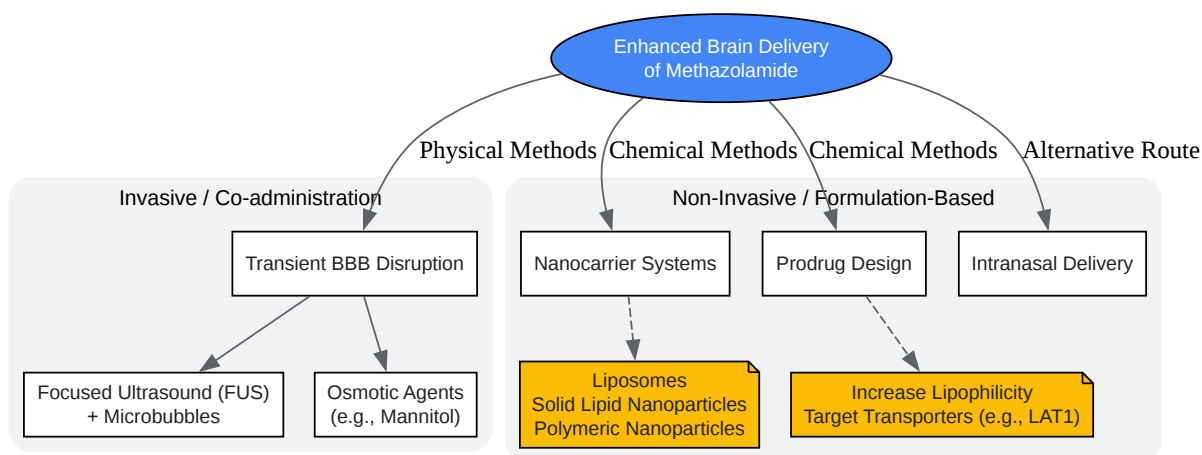 Enhanced Brain Delivery
of Methazolamide
Physical Methods
Chemical Methods
Chemical Methods
Alternative Route
Invasive / Co-administration
Non-Invasive / Formulation-Based
Transient BBB Disruption
Nanocarrier Systems
Prodrug Design
Intranasal Delivery
Focused Ultrasound (FUS)
+ Microbubbles
Osmotic Agents
(e.g., Mannitol)
Liposomes
Solid Lipid Nanoparticles
Polymeric Nanoparticles
Increase Lipophilicity
Target Transporters (e.g., LAT1)